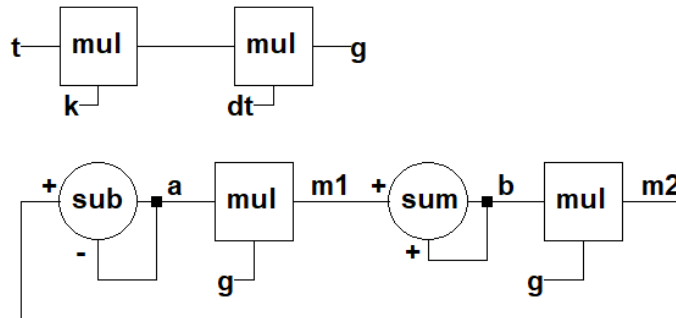 t mul mul g
k dt
+ sub a mul m1 + sum b mul m2
- g + g